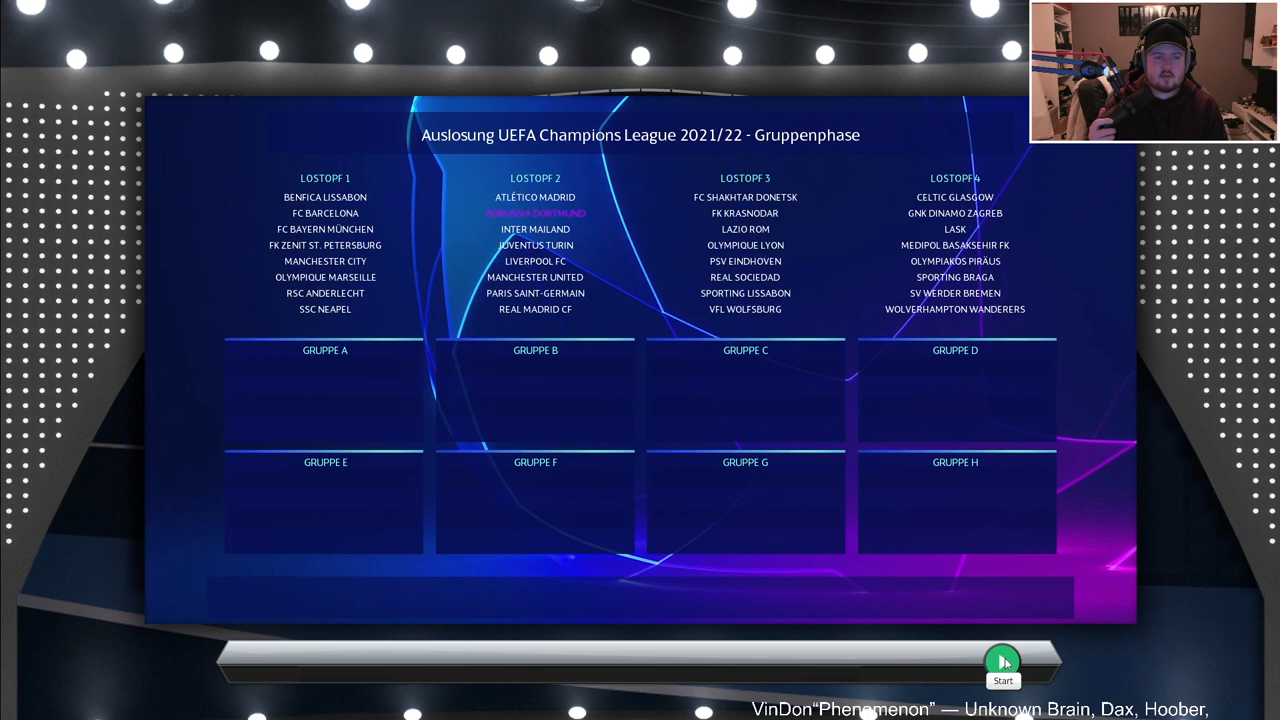 NEW YORK
Auslosung UEFA Champions League 2021/22 - Gruppenphase
LOSTOPF 1
BENFICA LISSABON
FC BARCELONA
FC BAYERN MÜNCHEN
FK ZENIT ST. PETERSBURG
MANCHESTER CITY
OLYMPIQUE MARSEILLE
RSC ANDERLECHT
SSC NEAPEL
LOSTOPF 2
ATLÉTICO MADRID
BORUSSIA DORTMUND
INTER MAILAND
JUVENTUS TURIN
LIVERPOOL FC
MANCHESTER UNITED
PARIS SAINT-GERMAIN
REAL MADRID CF
LOSTOPF 3
FC SHAKHTAR DONETSK
FK KRASNODAR
LAZIO ROM
OLYMPIQUE LYON
PSV EINDHOVEN
REAL SOCIEDAD
SPORTING LISSABON
VFL WOLFSBURG
LOSTOPF 4
CELTIC GLASGOW
GNK DINAMO ZAGREB
LASK
MEDIPOL BASAKSEHIR FK
OLYMPIAKOS PIRÄUS
SPORTING BRAGA
SV WERDER BREMEN
WOLVERHAMPTON WANDERERS
GRUPPE A
GRUPPE B
GRUPPE C
GRUPPE D
GRUPPE E
GRUPPE F
GRUPPE G
GRUPPE H
Start
VinDon“Phenomenon” — Unknown Brain, Dax, Hoober,